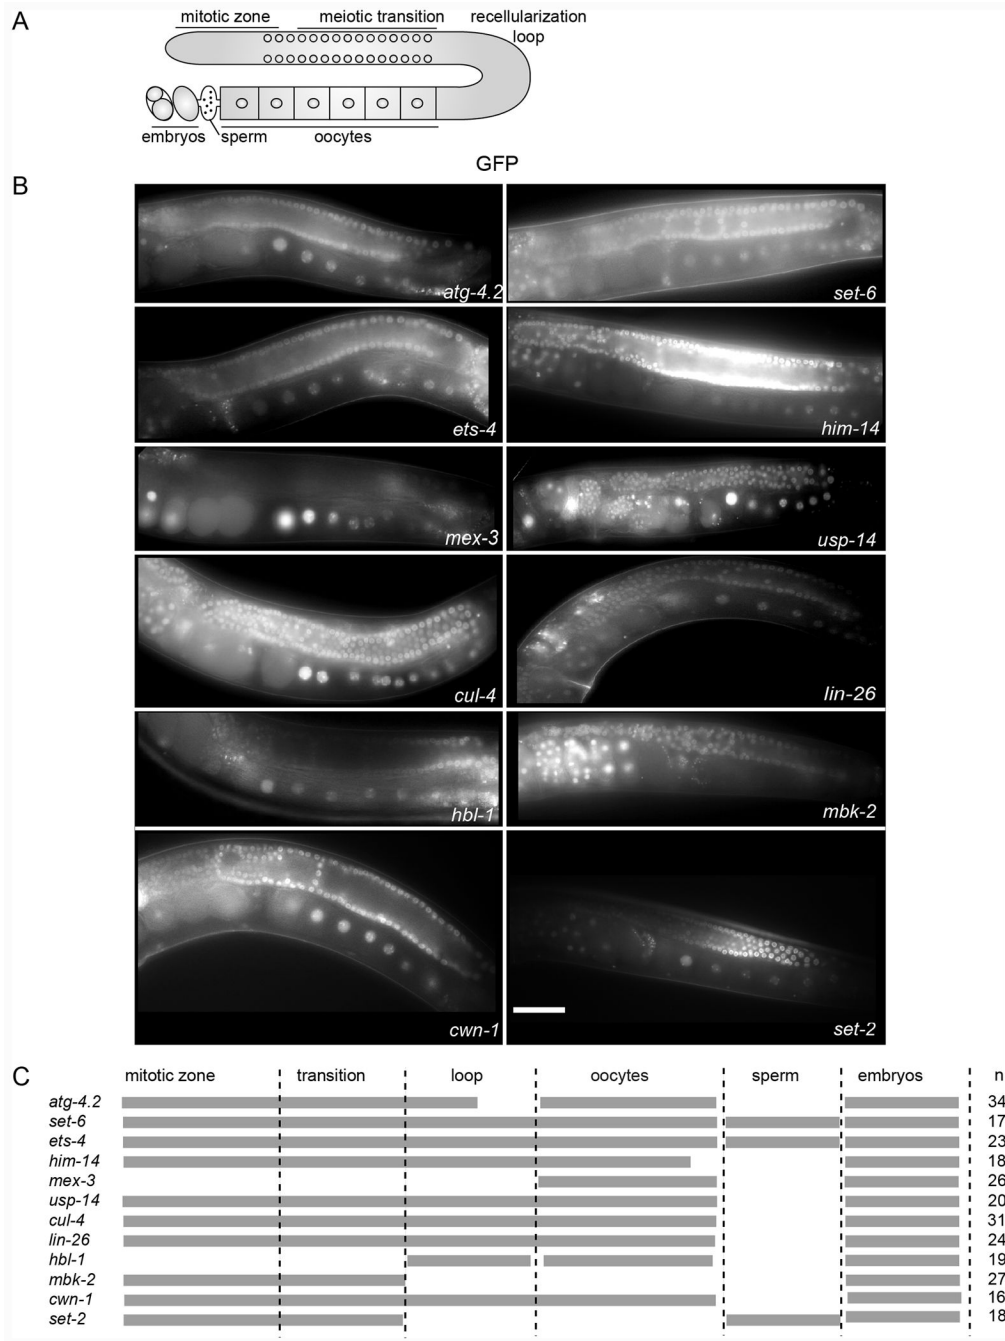 A
mitotic zone meiotic transition recellularization
loop
embryos sperm oocytes
GFP
B
atg-4.2 set-6
ets-4 him-14
mex-3 usp-14
cul-4 lin-26
hbl-1 mbk-2
cwn-1 set-2
C
mitotic zone transition loop oocytes sperm embryos n
atg-4.2 34
set-6 17
ets-4 23
him-14 18
mex-3 26
usp-14 20
cul-4 31
lin-26 24
hbl-1 19
mbk-2 27
cwn-1 16
set-2 18